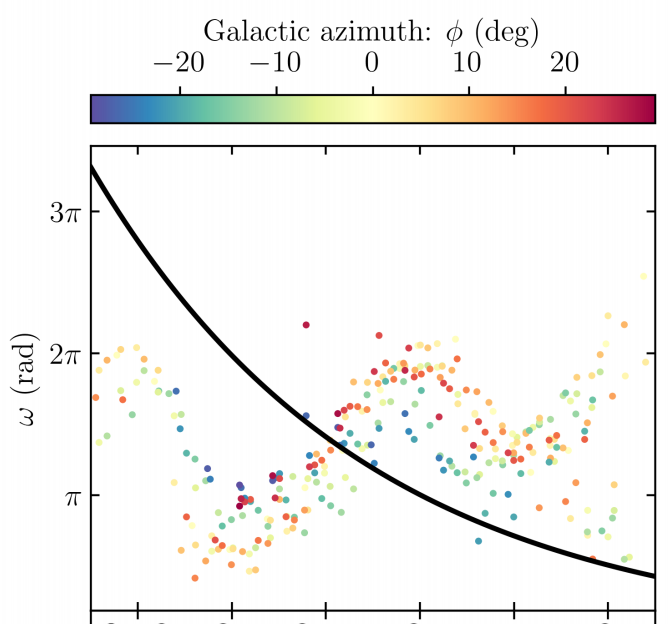 Galactic azimuth: ϕ (deg)
−20 −10 0 10 20
3π
2π
π
ω (rad)